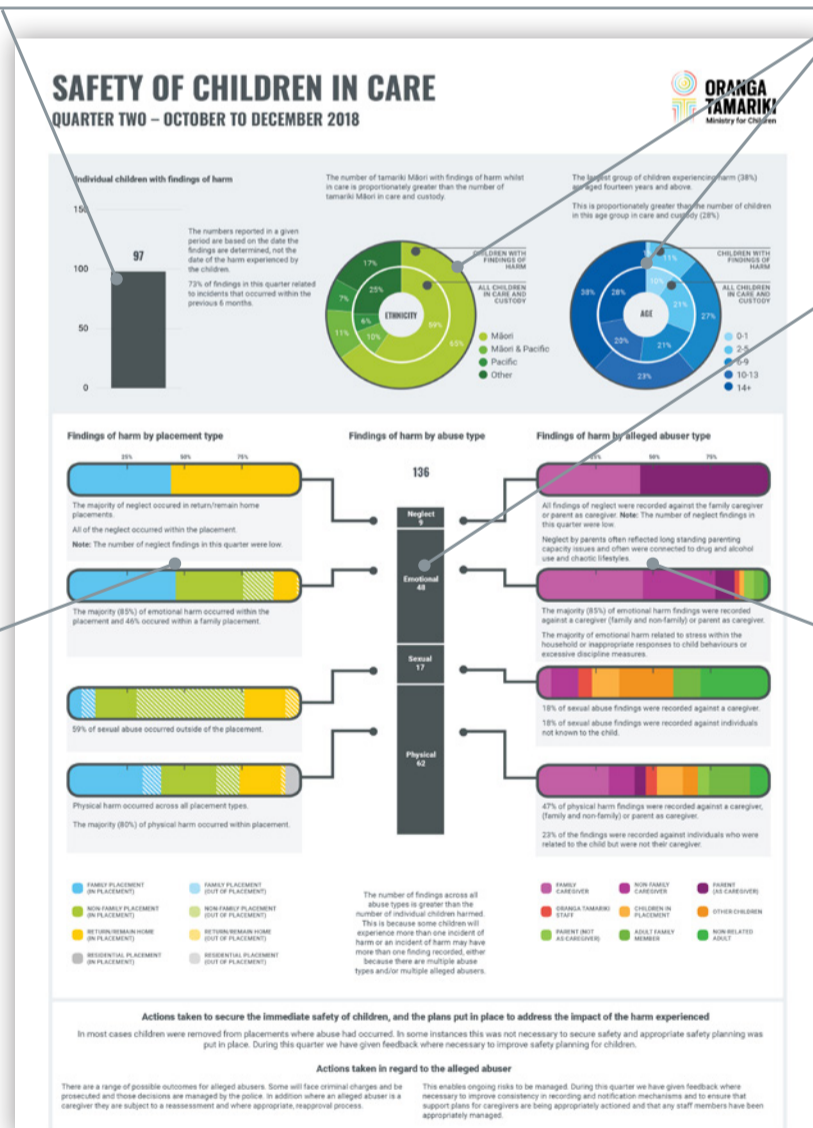 SAFETY OF CHILDREN IN CARE
QUARTER TWO – OCTOBER TO DECEMBER 2018
ORANGA
TAMARIKI
Ministry for Children
Individual children with findings of harm
150
100
50
0
97
The numbers reported in a given
period are based on the date the
findings are determined, not the
date of the harm experienced by
the children.
73% of findings in this quarter related
to incidents that occurred within the
previous 6 months.
The number of tamariki Māori with findings of harm whilst
in care is proportionately greater than the number of
tamariki Māori in care and custody.
CHILDREN WITH
FINDINGS OF
HARM
ALL CHILDREN
IN CARE AND
CUSTODY
ETHNICITY
17%
25%
7%
6%
11%
10%
59%
65%
Māori
Māori & Pacific
Pacific
Other
The largest group of children experiencing harm (38%)
are aged fourteen years and above.
This is proportionately greater than the number of children
in this age group in care and custody (28%)
CHILDREN WITH
FINDINGS OF
HARM
ALL CHILDREN
IN CARE AND
CUSTODY
AGE
11%
10%
38%
28%
21%
27%
20%
21%
23%
0-1
2-5
6-9
10-13
14+
Findings of harm by placement type
25%
50%
75%
The majority of neglect occurred in return/remain home
placements.
All of the neglect occurred within the placement.
Note: The number of neglect findings in this quarter were low.
The majority (85%) of emotional harm occurred within the
placement and 46% occured within a family placement.
59% of sexual abuse occurred outside of the placement.
Physical harm occurred across all placement types.
The majority (80%) of physical harm occurred within placement.
Findings of harm by abuse type
136
Neglect
9
Emotional
48
Sexual
17
Physical
62
Findings of harm by alleged abuser type
25%
50%
75%
All findings of neglect were recorded against the family caregiver
or parent as caregiver. Note: The number of neglect findings in
this quarter were low.
Neglect by parents often reflected long standing parenting
capacity issues and often were connected to drug and alcohol
use and chaotic lifestyles.
The majority (85%) of emotional harm findings were recorded
against a caregiver (family and non-family) or parent as caregiver.
The majority of emotional harm related to stress within the
household or inappropriate responses to child behaviours or
excessive discipline measures.
18% of sexual abuse findings were recorded against a caregiver.
18% of sexual abuse findings were recorded against individuals
not known to the child.
47% of physical harm findings were recorded against a caregiver,
(family and non-family) or parent as caregiver.
23% of the findings were recorded against individuals who were
related to the child but were not their caregiver.
FAMILY PLACEMENT
(IN PLACEMENT)
FAMILY PLACEMENT
(OUT OF PLACEMENT)
NON-FAMILY PLACEMENT
(IN PLACEMENT)
NON-FAMILY PLACEMENT
(OUT OF PLACEMENT)
RETURN/REMAIN HOME
(IN PLACEMENT)
RETURN/REMAIN HOME
(OUT OF PLACEMENT)
RESIDENTIAL PLACEMENT
(IN PLACEMENT)
RESIDENTIAL PLACEMENT
(OUT OF PLACEMENT)
The number of findings across all
abuse types is greater than the
number of individual children harmed.
This is because some children will
experience more than one incident of
harm or an incident of harm may have
more than one finding recorded, either
because there are multiple abuse
types and/or multiple alleged abusers.
FAMILY
CAREGIVER
NON FAMILY
CAREGIVER
PARENT
(AS CAREGIVER)
ORANGA TAMARIKI
STAFF
CHILDREN IN
PLACEMENT
OTHER CHILDREN
PARENT (NOT
AS CAREGIVER)
ADULT FAMILY
MEMBER
NON-RELATED
ADULT
Actions taken to secure the immediate safety of children, and the plans put in place to address the impact of the harm experienced
In most cases children were removed from placements where abuse had occurred. In some instances this was not necessary to secure safety and appropriate safety planning was
put in place. During this quarter we have given feedback where necessary to improve safety planning for children.
Actions taken in regard to the alleged abuser
There are a range of possible outcomes for alleged abusers. Some will face criminal charges and be
prosecuted and those decisions are managed by the police. In addition where an alleged abuser is a
caregiver they are subject to a reassessment and where appropriate, reapproval process.
This enables ongoing risks to be managed. During this quarter we have given feedback where
necessary to improve consistency in recording and notification mechanisms and to ensure that
support plans for caregivers are being appropriately actioned and that any staff members have been
appropriately managed.